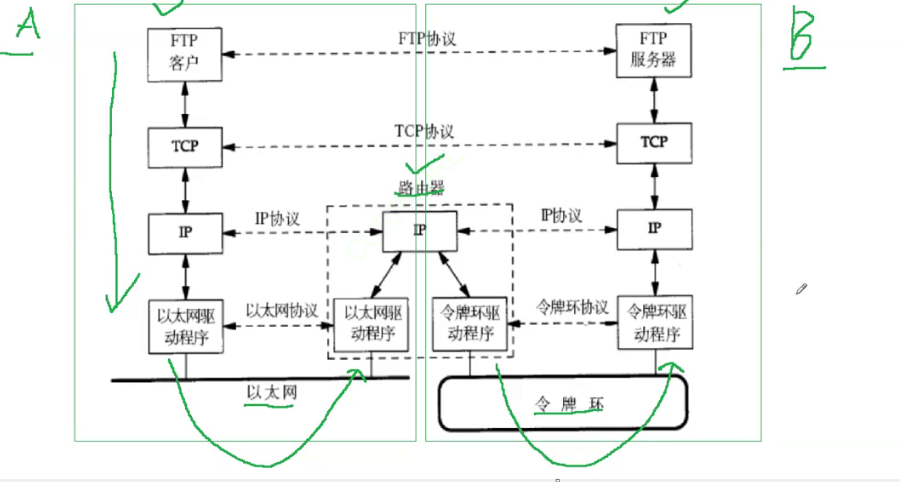 A
B
FTP
客户
FTP协议
FTP
服务器
TCP
TCP协议
TCP
路由器
IP
IP协议
IP
IP协议
IP
以太网驱
动程序
以太网协议
以太网驱
动程序
令牌环驱
动程序
令牌环协议
令牌环驱
动程序
以太网
令 牌 环